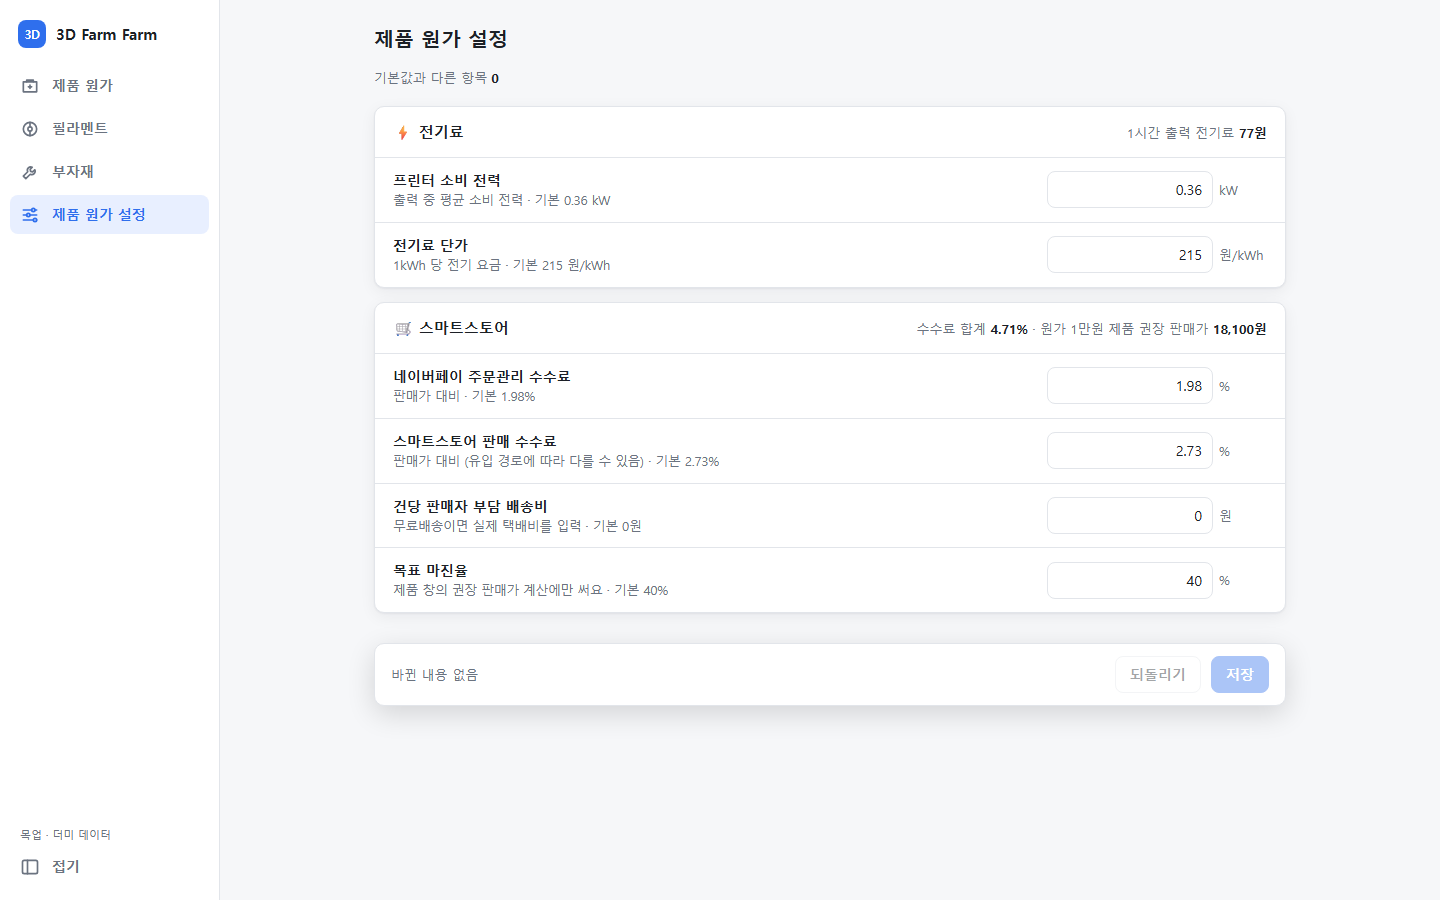 3D 3D Farm Farm
제품 원가
필라멘트
부자재
제품 원가 설정
목업 · 더미 데이터
접기
제품 원가 설정
기본값과 다른 항목 0
전기료
1시간 출력 전기료 77원
프린터 소비 전력
출력 중 평균 소비 전력 · 기본 0.36 kW
0.36 kW
전기료 단가
1kWh 당 전기 요금 · 기본 215 원/kWh
215 원/kWh
스마트스토어
수수료 합계 4.71% · 원가 1만원 제품 권장 판매가 18,100원
네이버페이 주문관리 수수료
판매가 대비 · 기본 1.98%
1.98 %
스마트스토어 판매 수수료
판매가 대비 (유입 경로에 따라 다를 수 있음) · 기본 2.73%
2.73 %
건당 판매자 부담 배송비
무료배송이면 실제 택배비를 입력 · 기본 0원
0 원
목표 마진율
제품 창의 권장 판매가 계산에만 써요 · 기본 40%
40 %
바뀐 내용 없음
되돌리기
저장